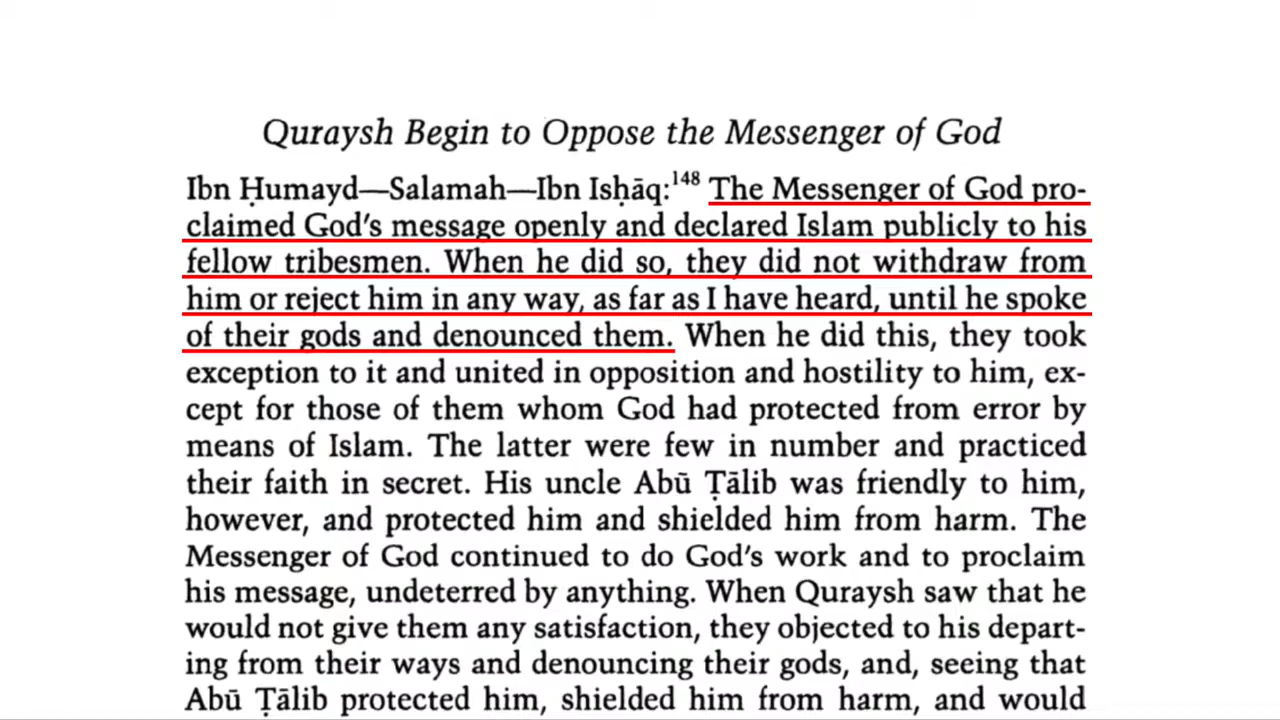 Quraysh Begin to Oppose the Messenger of God
Ibn Ḥumayd—Salamah—Ibn Isḥāq:¹⁴⁸ The Messenger of God pro-
claimed God's message openly and declared Islam publicly to his
fellow tribesmen. When he did so, they did not withdraw from
him or reject him in any way, as far as I have heard, until he spoke
of their gods and denounced them. When he did this, they took
exception to it and united in opposition and hostility to him, ex-
cept for those of them whom God had protected from error by
means of Islam. The latter were few in number and practiced
their faith in secret. His uncle Abū Ṭālib was friendly to him,
however, and protected him and shielded him from harm. The
Messenger of God continued to do God's work and to proclaim
his message, undeterred by anything. When Quraysh saw that he
would not give them any satisfaction, they objected to his depart-
ing from their ways and denouncing their gods, and, seeing that
Abū Ṭālib protected him, shielded him from harm, and would